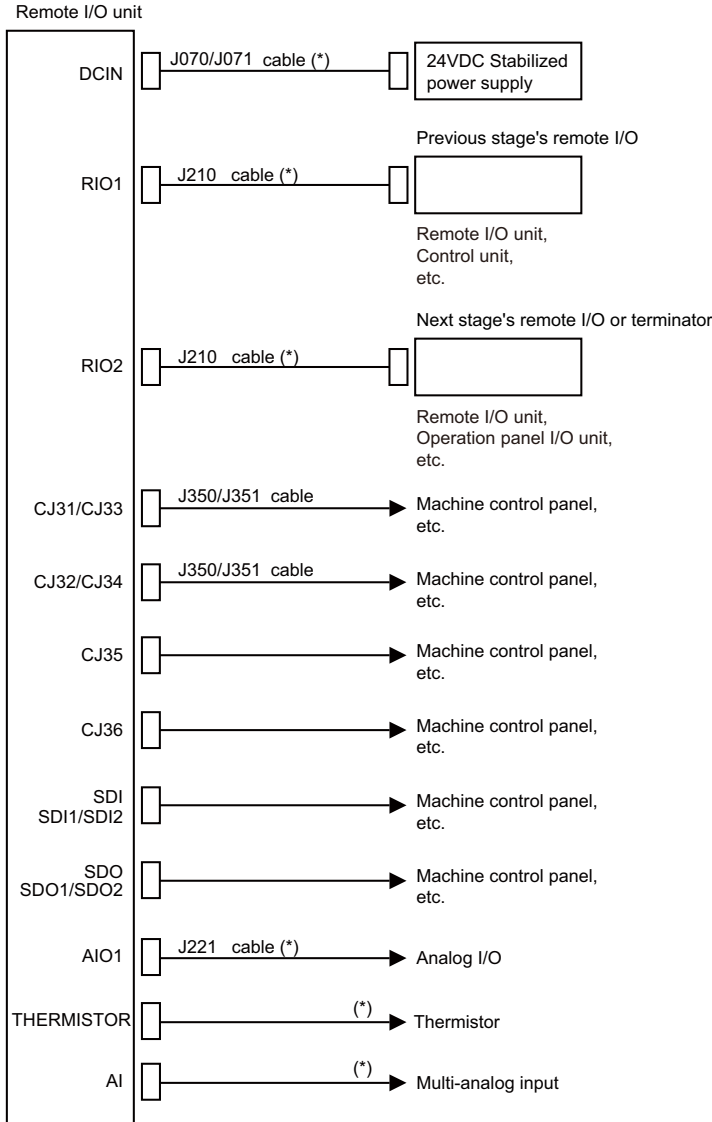 Remote I/O unit
DCIN
J070/J071 cable (*)
24VDC Stabilized
power supply
Previous stage's remote I/O
RIO1
J210 cable (*)
Remote I/O unit,
Control unit,
etc.
Next stage's remote I/O or terminator
RIO2
J210 cable (*)
Remote I/O unit,
Operation panel I/O unit,
etc.
CJ31/CJ33
J350/J351 cable
Machine control panel,
etc.
CJ32/CJ34
J350/J351 cable
Machine control panel,
etc.
CJ35
Machine control panel,
etc.
CJ36
Machine control panel,
etc.
SDI
SDI1/SDI2
Machine control panel,
etc.
SDO
SDO1/SDO2
Machine control panel,
etc.
AIO1
J221 cable (*)
Analog I/O
THERMISTOR
(*)
Thermistor
AI
(*)
Multi-analog input